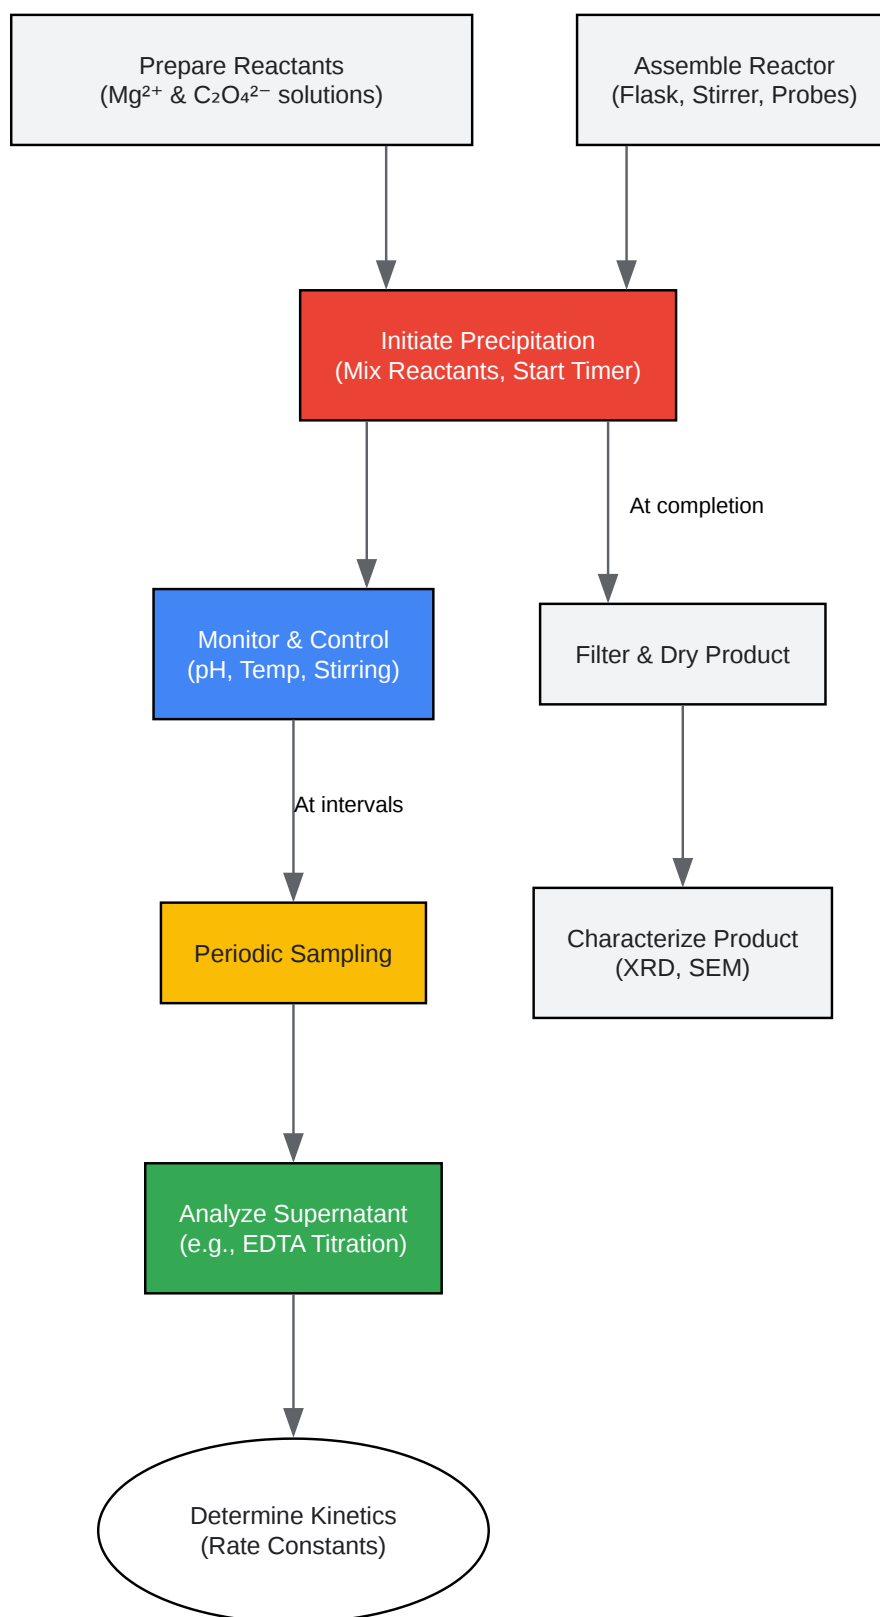 Prepare Reactants
(Mg²⁺ & C₂O₄²⁻ solutions)
Assemble Reactor
(Flask, Stirrer, Probes)
Initiate Precipitation
(Mix Reactants, Start Timer)
At completion
Monitor & Control
(pH, Temp, Stirring)
Filter & Dry Product
At intervals
Periodic Sampling
Characterize Product
(XRD, SEM)
Analyze Supernatant
(e.g., EDTA Titration)
Determine Kinetics
(Rate Constants)